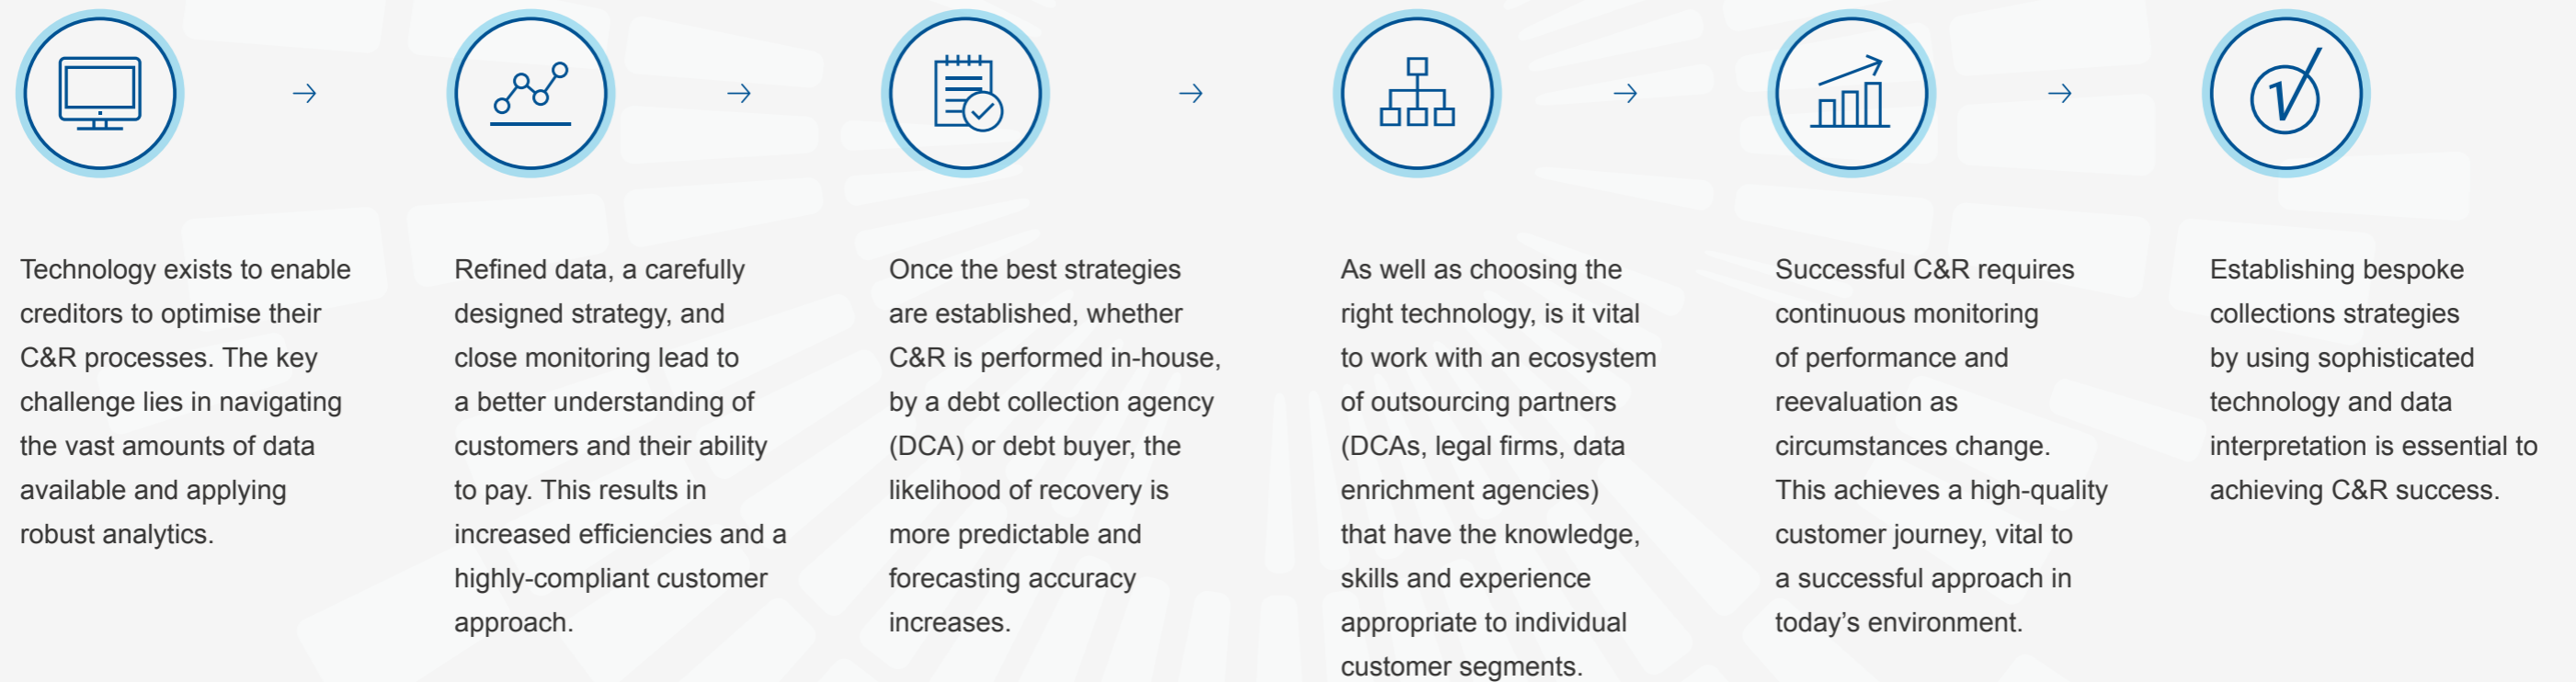 Technology exists to enable
creditors to optimise their
C&R processes. The key
challenge lies in navigating
the vast amounts of data
available and applying
robust analytics.
Refined data, a carefully
designed strategy, and
close monitoring lead to
a better understanding of
customers and their ability
to pay. This results in
increased efficiencies and a
highly-compliant customer
approach.
Once the best strategies
are established, whether
C&R is performed in-house,
by a debt collection agency
(DCA) or debt buyer, the
likelihood of recovery is
more predictable and
forecasting accuracy
increases.
As well as choosing the
right technology, is it vital
to work with an ecosystem
of outsourcing partners
(DCAs, legal firms, data
enrichment agencies)
that have the knowledge,
skills and experience
appropriate to individual
customer segments.
Successful C&R requires
continuous monitoring
of performance and
reevaluation as
circumstances change.
This achieves a high-quality
customer journey, vital to
a successful approach in
today’s environment.
Establishing bespoke
collections strategies
by using sophisticated
technology and data
interpretation is essential to
achieving C&R success.